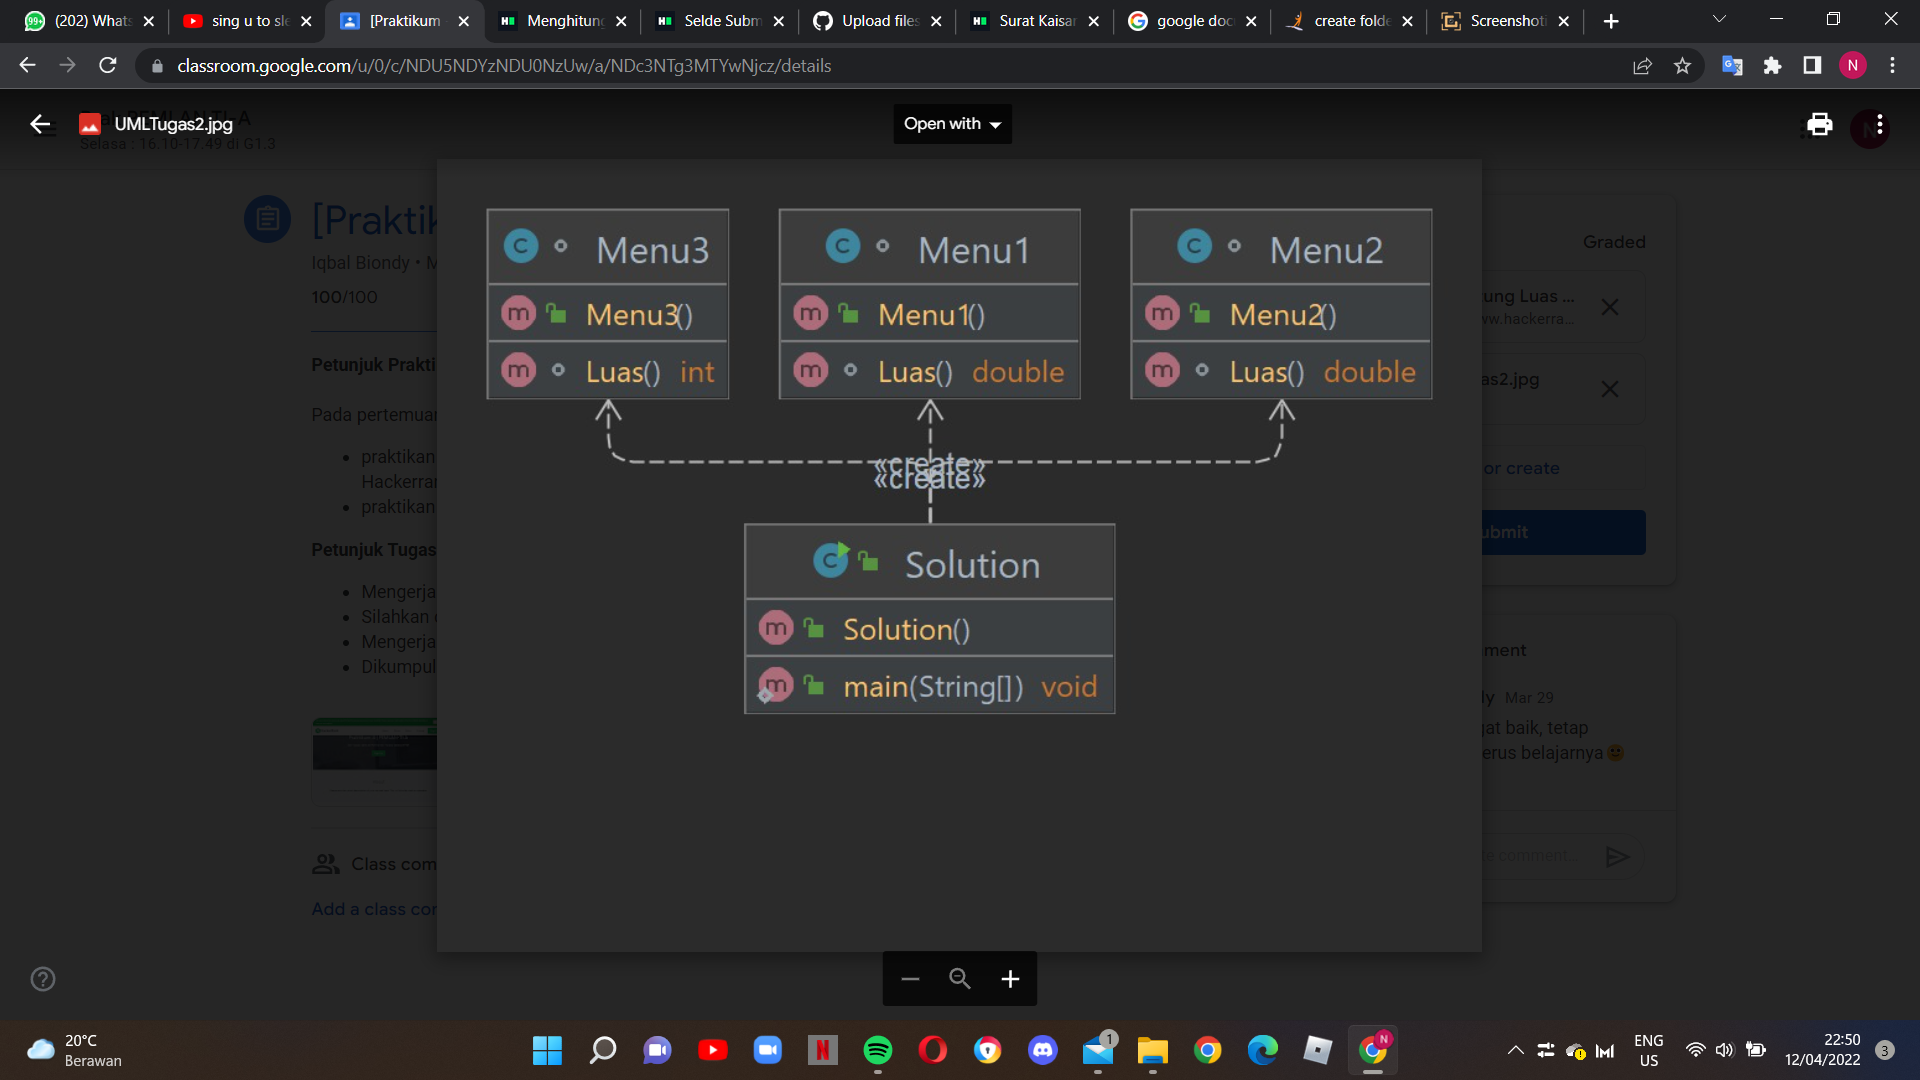 (202) Whats
sing u to sle
[Praktikum
Menghitung
Selde Subm
Upload files
Surat Kaisar
google doc
create folde
Screenshoti
classroom.google.com/u/0/c/NDU5NDYzNDU0NzUw/a/NDc3NTg3MTYwNjcz/details
UMLTugas2.jpg
Open with
Selasa : 16.10-17.49 di G1.3
[Praktik
Iqbal Biondy • M
100/100
Petunjuk Prakti
Pada pertemuan
praktikan
Hackerran
praktikan
Petunjuk Tugas
Mengerja
Silahkan
Mengerja
Dikumpul
Class com
Add a class cor
Menu3
Menu3()
Luas() int
Menu1
Menu1()
Luas() double
Menu2
Menu2()
Luas() double
«create»
«create»
Solution
Solution()
main(String[]) void
Graded
ung Luas ...
ww.hackerra...
as2.jpg
or create
ubmit
ment
dy Mar 29
gat baik, tetap
erus belajarnya
te comment...
20°C
Berawan
ENG
US
22:50
12/04/2022
3